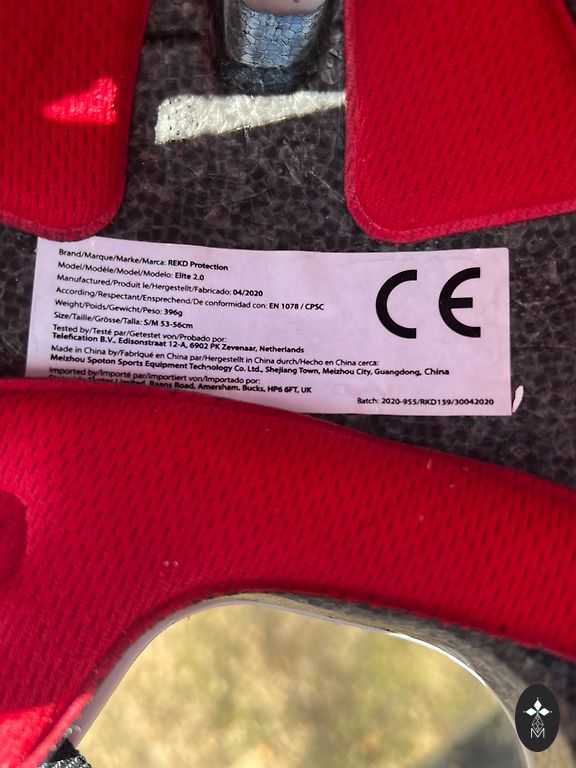 Brand/Marque/Marke/Marca: REKD Protection
Model/Modèle/Model/Modelo: Elite 2.0
Manufactured/Produit le/Hergestellt/Fabricado: 04/2020
According/Respectant/Ensprechend/De conformidad con: EN 1078 / CPSC
Weight/Poids/Gewicht/Peso: 396g
Size/Taille/Grösse/Talla: S/M 53-56cm
Tested by/Testé par/Getestet von/Probado por:
Telefication B.V., Edisonstraat 12-A, 6902 PK Zevenaar, Netherlands
Made in China by/Fabriqué en China par/Hergestellt in China durch/Hecho en China cerca:
Meizhou Spoton Sports Equipment Technology Co. Ltd., Shejiang Town, Meizhou City, Guangdong, China
Imported by/Importé par/importiert von/Importado por:
Limited, Raans Road, Amersham. Bucks, HP6 6FT, UK
Batch: 2020-955/RKD159/30042020
CE
M